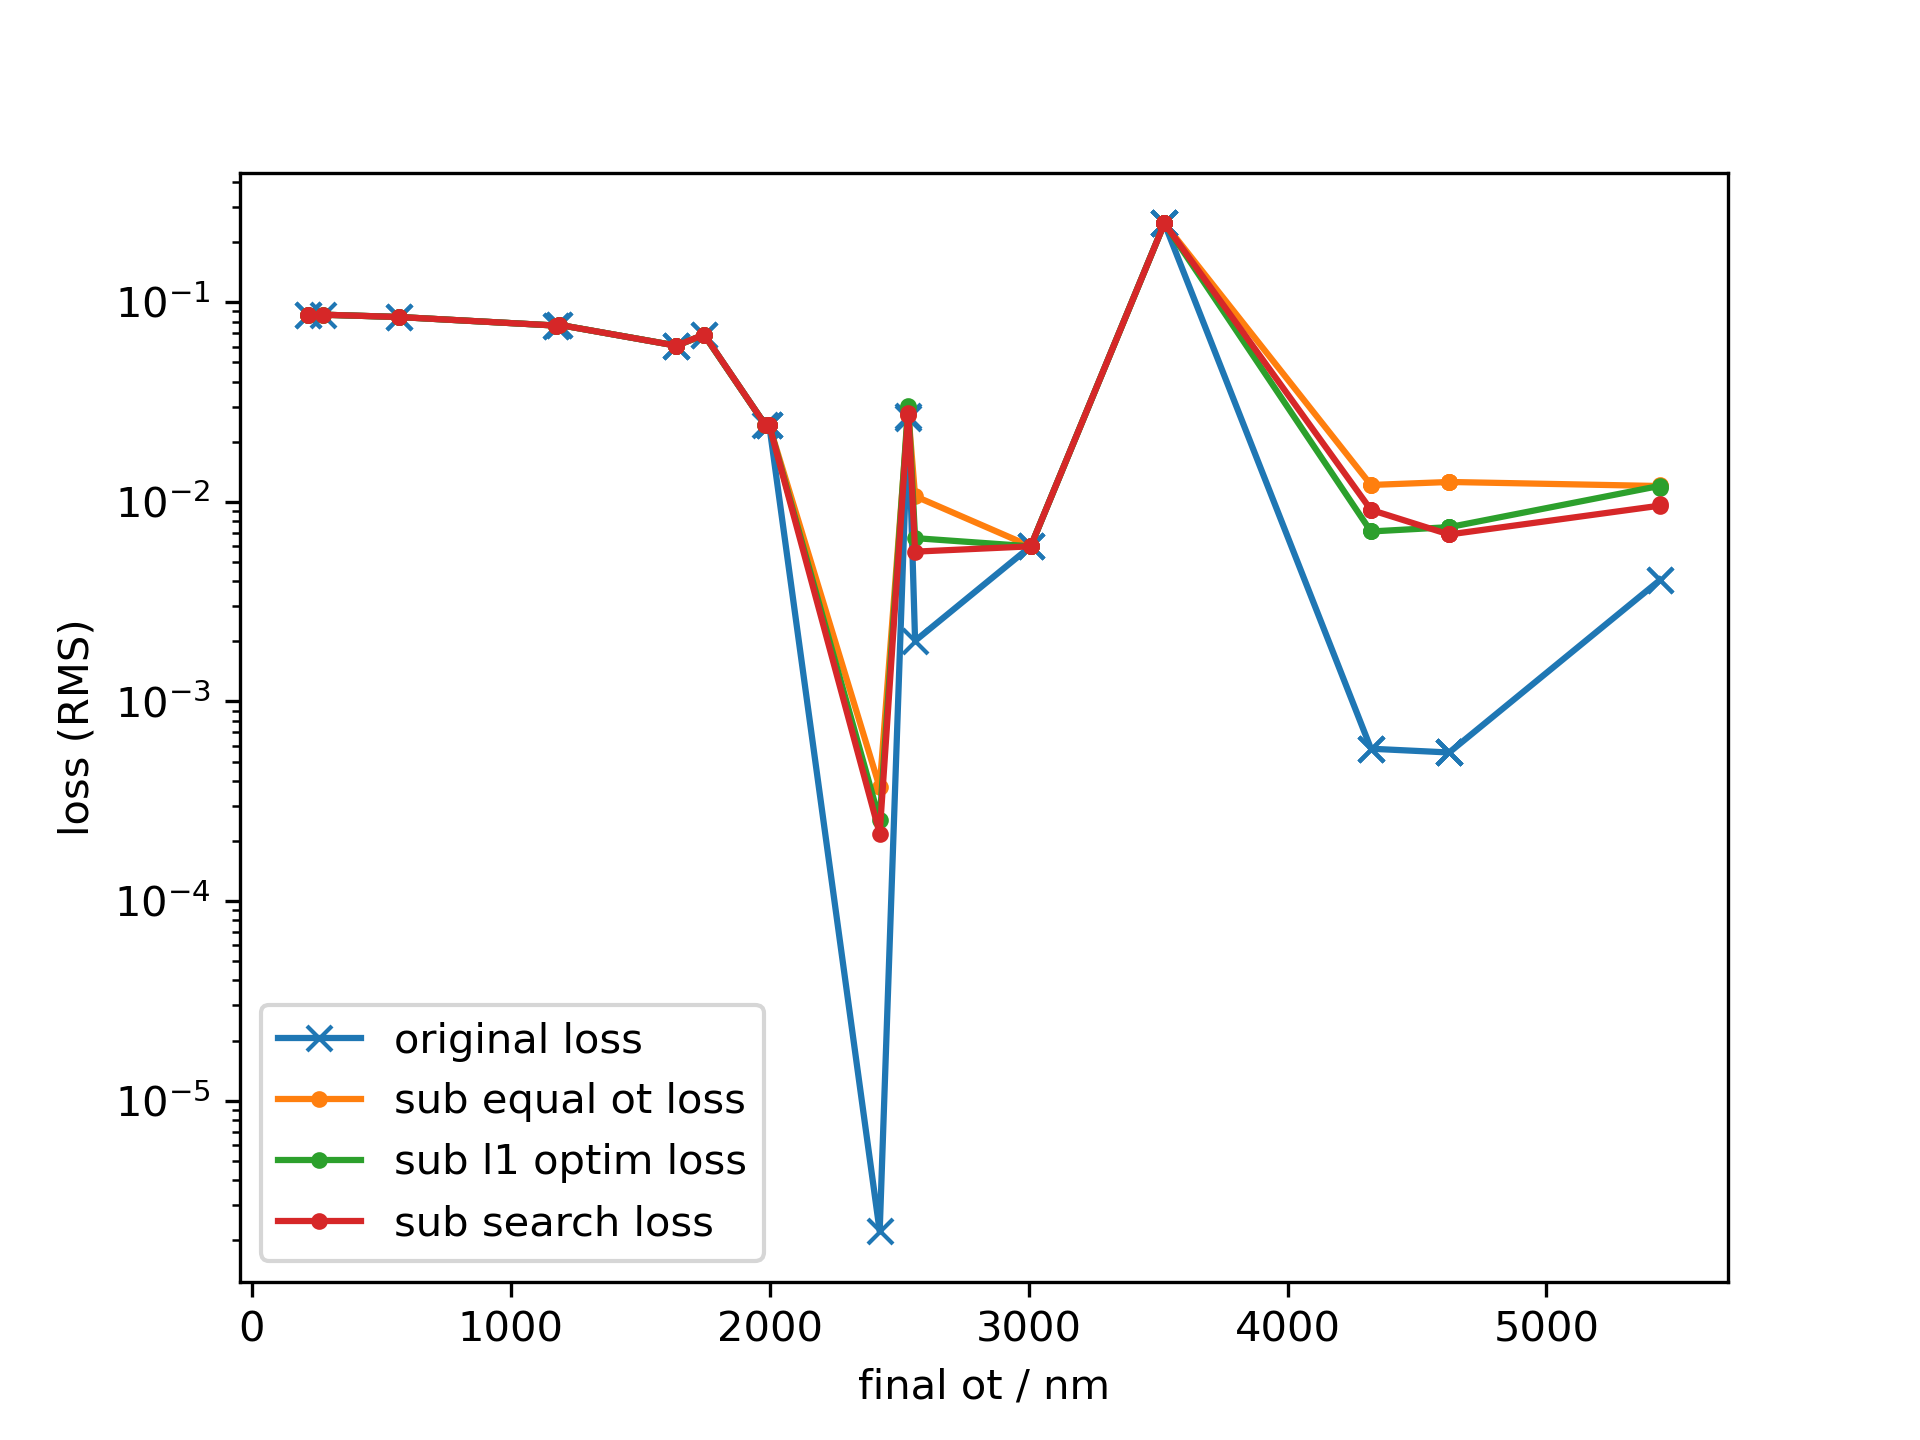 10⁻¹
10⁻²
10⁻³
10⁻⁴
10⁻⁵
loss (RMS)
original loss
sub equal ot loss
sub l1 optim loss
sub search loss
0 1000 2000 3000 4000 5000
final ot / nm